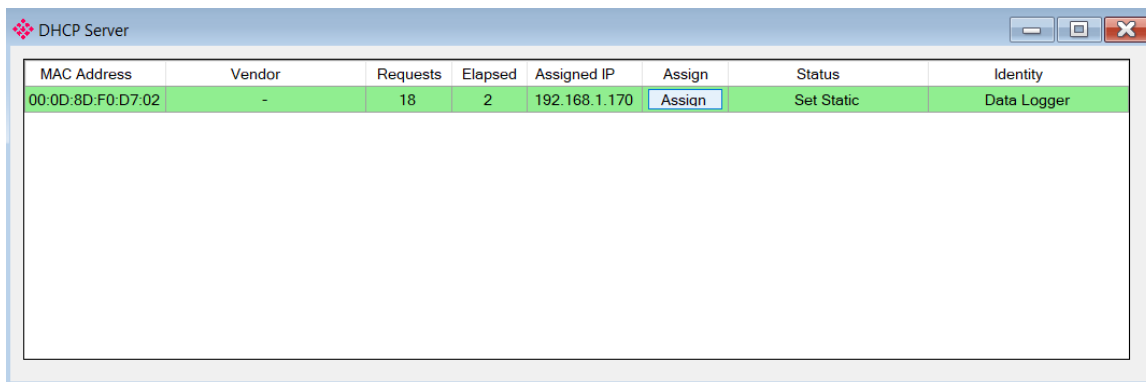 DHCP Server
MAC Address Vendor Requests Elapsed Assigned IP Assign Status Identity
00:0D:8D:F0:D7:02 - 18 2 192.168.1.170 Assign Set Static Data Logger